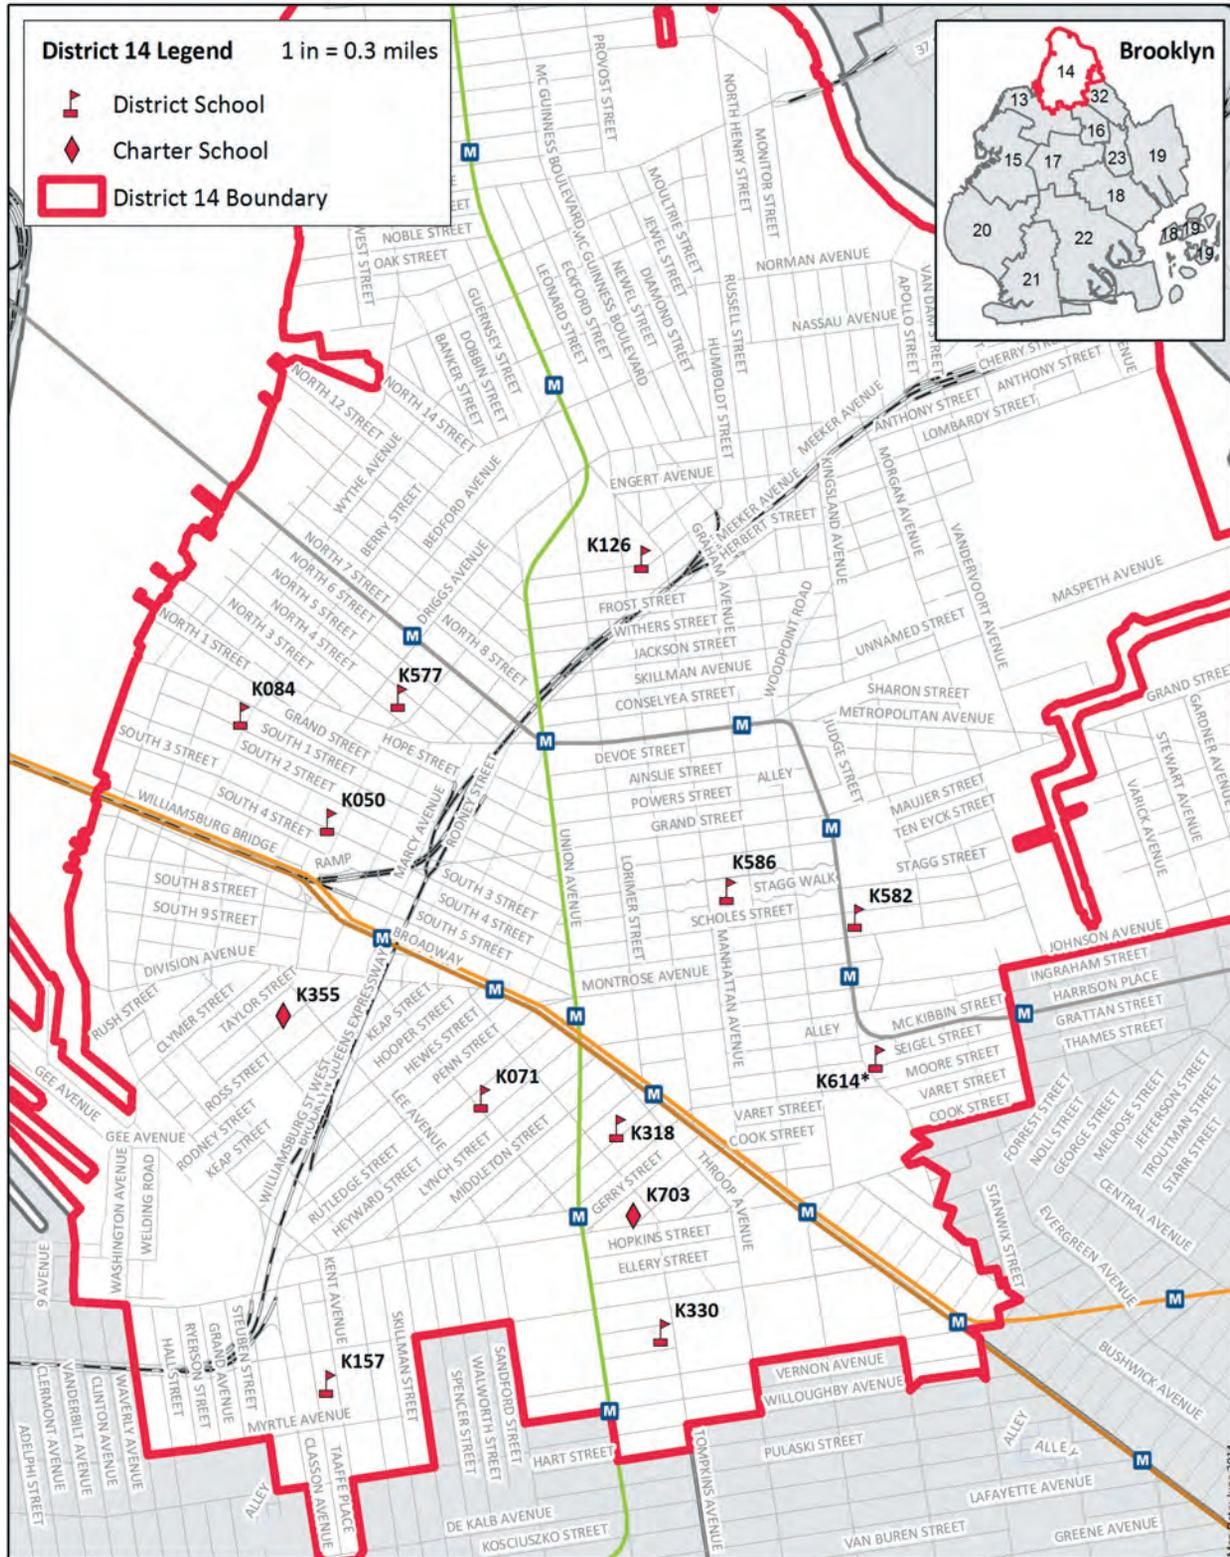 District 14 Legend 1 in = 0.3 miles
District School
Charter School
District 14 Boundary
Brooklyn
14
13
32
16
15
17
23
19
18
20
22
18
19
21
19
37
PROVOST STREET
MC GUINNESS BOULEVARD
NORTH HENRY STREET
MONITOR STREET
M
NOBLE STREET
OAK STREET
WEST STREET
MC GUINNESS BOULEVARD
MOULTRIE STREET
JEWEL STREET
DIAMOND STREET
NEWEL STREET
ECKFORD STREET
LEONARD STREET
GUERNSEY STREET
DOBBIN STREET
BANKER STREET
RUSSELL STREET
HUMBOLDT STREET
NORMAN AVENUE
NASSAU AVENUE
APOLLO STREET
VAN DAM STREET
CHERRY
ANTHONY STREET
ANTHONY STREET
LOMBARDY STREET
MEEKER AVENUE
M
NORTH 12 STREET
NORTH 14 STREET
WYTHE AVENUE
BERRY STREET
BEDFORD AVENUE
DRIGGS AVENUE
ENGERT AVENUE
MEEKER AVENUE
HERBERT STREET
GRAHAM AVENUE
KINGSLAND AVENUE
MORGAN AVENUE
VANDERVOORT AVENUE
MASPETH AVENUE
K126
NORTH 7 STREET
NORTH 6 STREET
NORTH 5 STREET
NORTH 4 STREET
NORTH 3 STREET
NORTH 1 STREET
NORTH 8 STREET
M
FROST STREET
WITHERS STREET
JACKSON STREET
SKILLMAN AVENUE
CONSELYEA STREET
WOODPOINT ROAD
UNNAMED STREET
SHARON STREET
METROPOLITAN AVENUE
GRAND STREET
GARDNER AVENUE
STEWART AVENUE
VARICK AVENUE
K084
K577
GRAND STREET
HOPE STREET
SOUTH 1 STREET
SOUTH 2 STREET
SOUTH 3 STREET
SOUTH 4 STREET
M
M
DEVOE STREET
AINSLIE STREET
ALLEY
POWERS STREET
GRAND STREET
JUDGE STREET
MAUJER STREET
TEN EYCK STREET
STAGG STREET
M
K050
WILLIAMSBURG BRIDGE
RAMP
MARCY AVENUE
RODNEY STREET
UNION AVENUE
LORIMER STREET
K586
STAGG WALK
SCHOLES STREET
K582
SOUTH 8 STREET
SOUTH 9 STREET
SOUTH 3 STREET
SOUTH 4 STREET
SOUTH 5 STREET
M
BROADWAY
DIVISION AVENUE
MONTROSE AVENUE
MANHATTAN AVENUE
M
M
M
JOHNSON AVENUE
INGRAHAM STREET
HARRISON PLACE
GRATTAN STREET
THAMES STREET
M
K355
RUSH STREET
CLYMER STREET
TAYLOR STREET
ROSS STREET
RODNEY STREET
KEAP STREET
KEAP STREET
HOOPER STREET
HEWES STREET
PENN STREET
WILLIAMSBURG ST WEST
BROOKLYN QUEENS EXPRESSWAY
ALLEY
MC KIBBIN STREET
SEIGEL STREET
MOORE STREET
VARET STREET
COOK STREET
K614*
K071
K318
M
VARET STREET
COOK STREET
GEE AVENUE
GEE AVENUE
LEE AVENUE
LYNCH STREET
MIDDLETON STREET
RUTLEDGE STREET
HEYWARD STREET
GERRY STREET
THROOP AVENUE
K703
M
M
HOPKINS STREET
ELLERY STREET
FORREST STREET
NOLL STREET
GEORGE STREET
MELROSE STREET
JEFFERSON STREET
TROUTMAN STREET
STARR STREET
CENTRAL AVENUE
EVERGREEN AVENUE
STANWIX STREET
BUSHWICK AVENUE
M
M
9 AVENUE
WASHINGTON AVENUE
WELDING ROAD
KENT AVENUE
SKILLMAN STREET
STEUBEN STREET
GRAND AVENUE
RYERSON STREET
HALL STREET
WAVERLY AVENUE
CLINTON AVENUE
VANDERBILT AVENUE
CLERMONT AVENUE
ADELPHI STREET
K330
K157
MYRTLE AVENUE
SANDFORD STREET
WALWORTH STREET
SPENCER STREET
VERNON AVENUE
WILLOUGHBY AVENUE
M
HART STREET
TAAFFE PLACE
CLASSON AVENUE
ALLEY
TOMPKINS AVENUE
PULASKI STREET
ALLEY
ALLEY
M
LAFAYETTE AVENUE
DE KALB AVENUE
KOSCIUSZKO STREET
VAN BUREN STREET
GREENE AVENUE